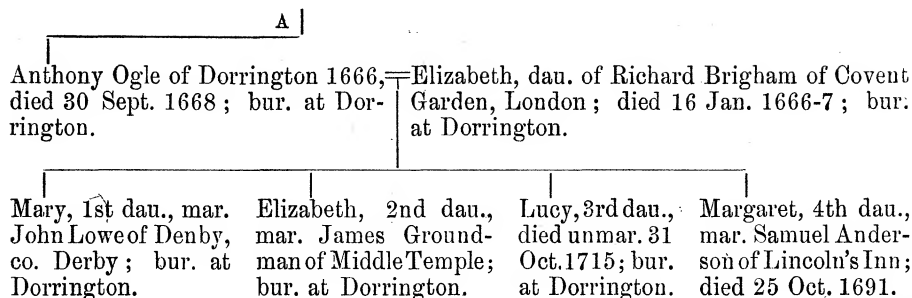 A
Anthony Ogle of Dorrington 1666,
died 30 Sept. 1668 ; bur. at Dor-
rington.
Elizabeth, dau. of Richard Brigham of Covent
Garden, London ; died 16 Jan. 1666-7 ; bur.
at Dorrington.
Mary, 1st dau., mar.
John Lowe of Denby,
co. Derby ; bur. at
Dorrington.
Elizabeth, 2nd dau.,
mar. James Ground-
man of Middle Temple;
bur. at Dorrington.
Lucy, 3rd dau.,
died unmar. 31
Oct. 1715; bur.
at Dorrington.
Margaret, 4th dau.,
mar. Samuel Ander-
son of Lincoln's Inn ;
died 25 Oct. 1691.